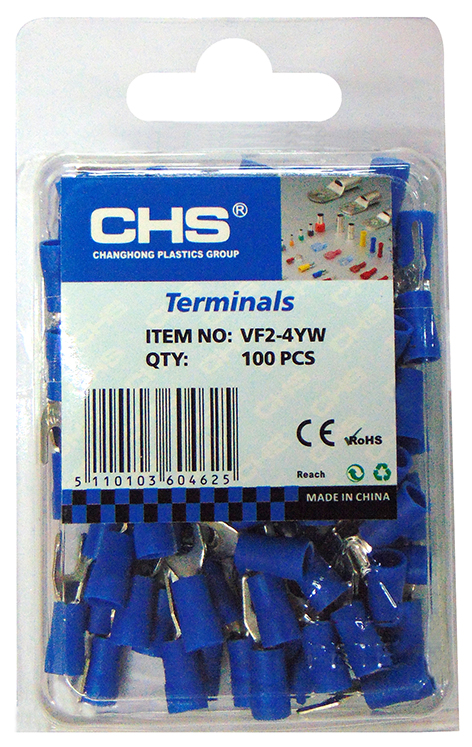 CHS®
CHANGHONG PLASTICS GROUP
Terminals
ITEM NO: VF2-4YW
QTY: 100 PCS
CE
RoHS
5 110103 604625
Reach
MADE IN CHINA